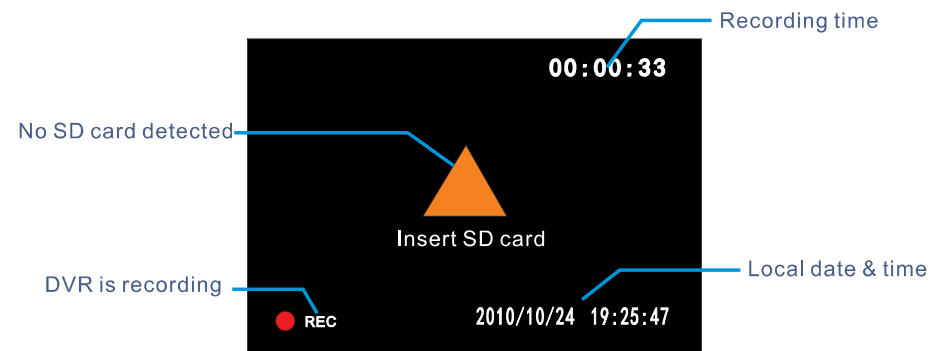 Recording time
00:00:33
No SD card detected
Insert SD card
Local date & time
DVR is recording
REC
2010/10/24 19:25:47